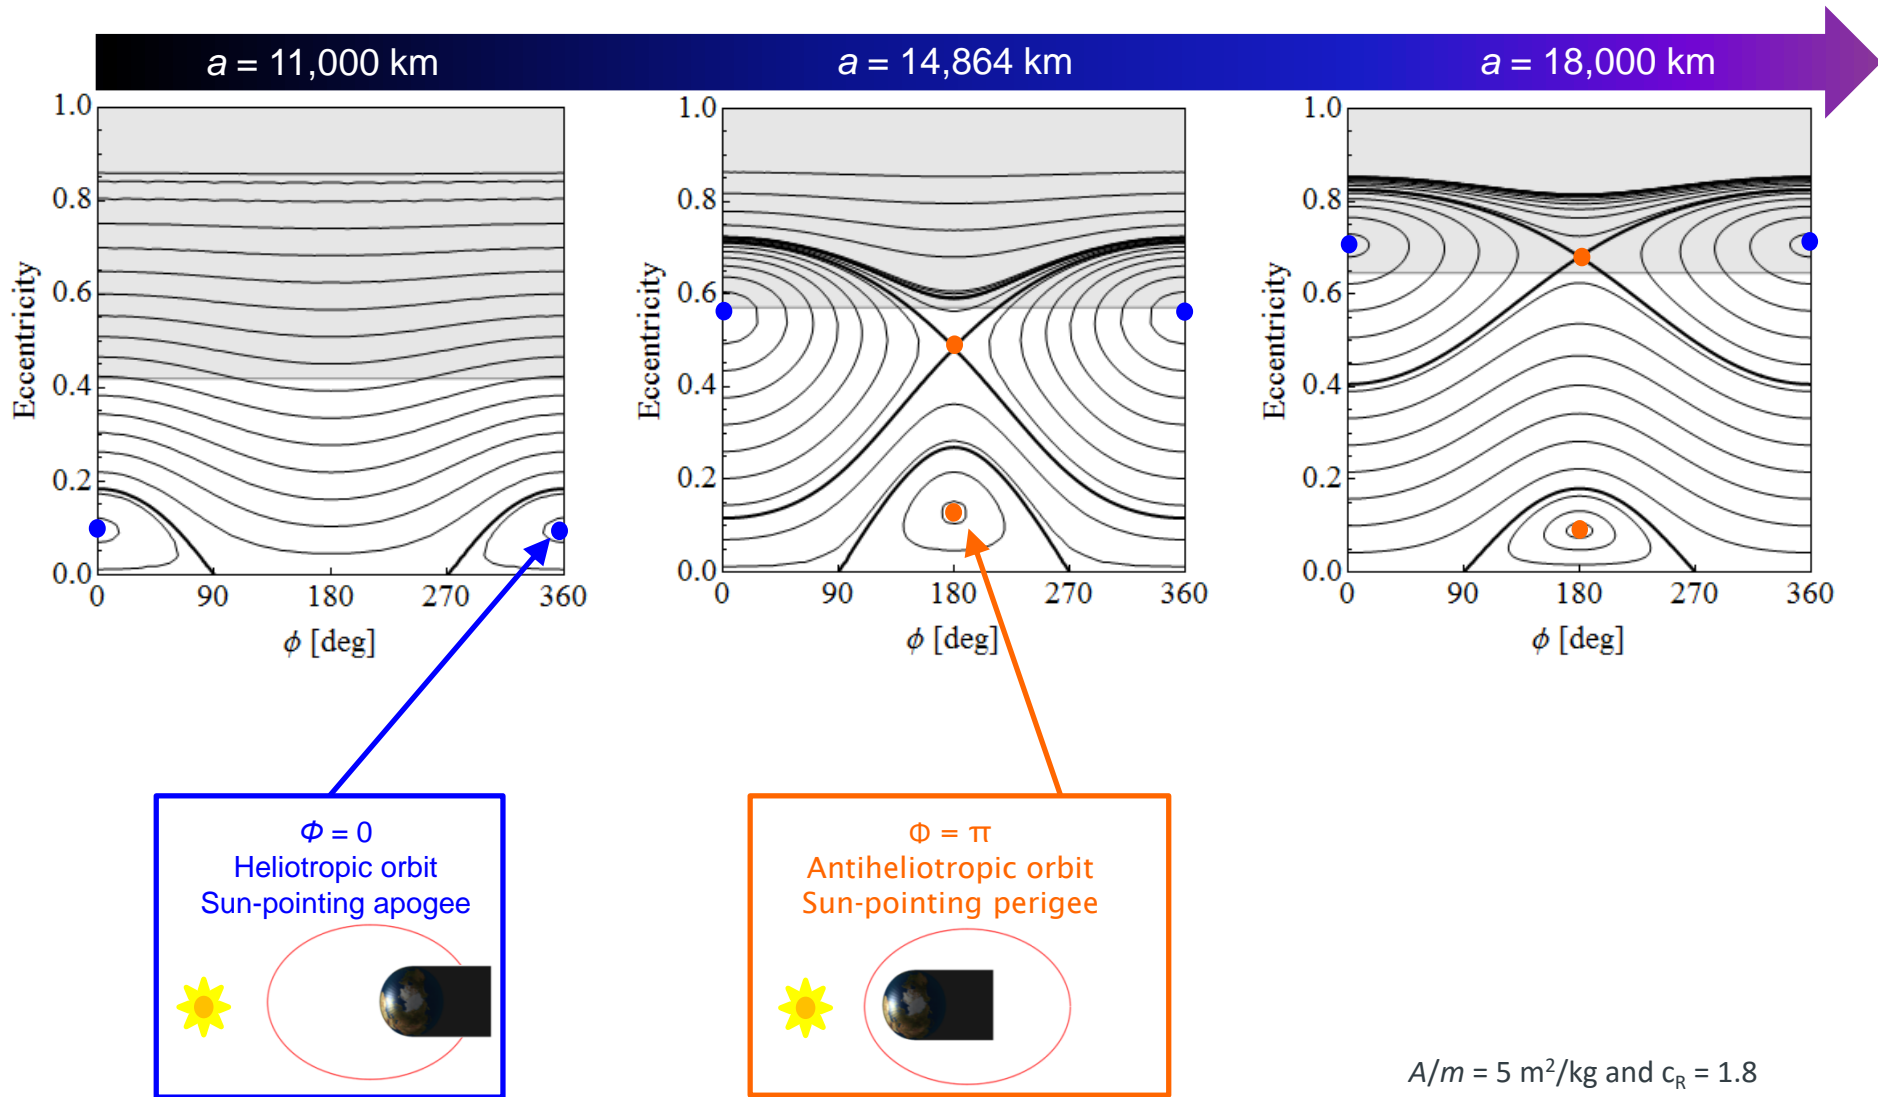 a = 11,000 km
a = 14,864 km
a = 18,000 km
1.0
0.8
0.6
0.4
0.2
0.0
Eccentricity
0 90 180 270 360
ϕ [deg]
1.0
0.8
0.6
0.4
0.2
0.0
Eccentricity
0 90 180 270 360
ϕ [deg]
1.0
0.8
0.6
0.4
0.2
0.0
Eccentricity
0 90 180 270 360
ϕ [deg]
Φ = 0
Heliotropic orbit
Sun-pointing apogee
Φ = π
Antiheliotropic orbit
Sun-pointing perigee
A/m = 5 m²/kg and c_R = 1.8